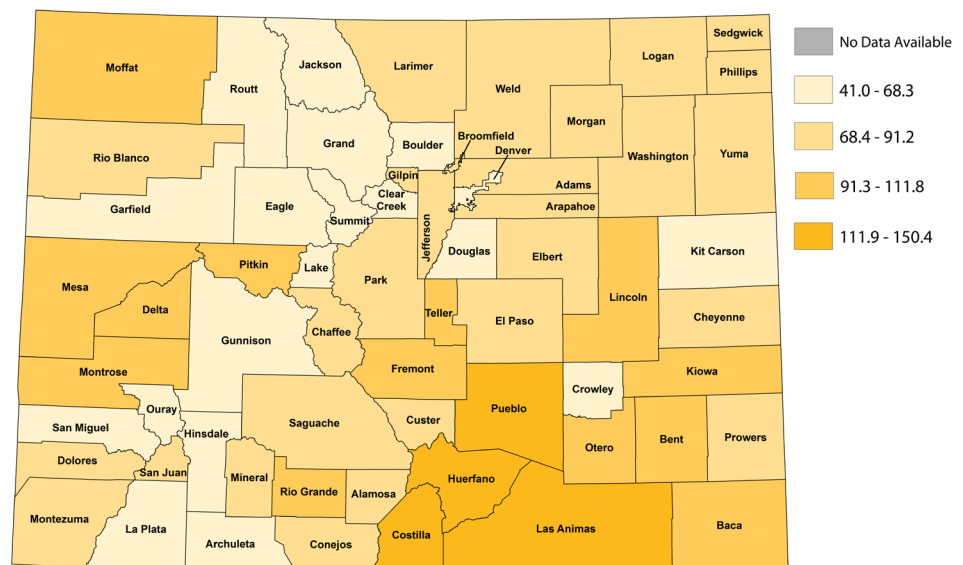 Sedgwick
No Data Available
Jackson
Logan
Moffat
Larimer
Phillips
Routt
Weld
41.0 - 68.3
Morgan
Broomfield
68.4 - 91.2
Grand
Boulder
Denver
Rio Blanco
Washington
Yuma
Gilpin
Adams
91.3 - 111.8
Clear
Creek
Garfield
Eagle
Arapahoe
Summit
111.9 - 150.4
Jefferson
Douglas
Kit Carson
Elbert
Pitkin
Lake
Park
Mesa
Lincoln
Delta
Teller
Cheyenne
El Paso
Chaffee
Gunnison
Fremont
Kiowa
Montrose
Crowley
Ouray
Pueblo
Custer
San Miguel
Hinsdale
Saguache
Prowers
Otero
Bent
Dolores
San Juan
Mineral
Huerfano
Rio Grande
Alamosa
Montezuma
La Plata
Las Animas
Baca
Costilla
Archuleta
Conejos